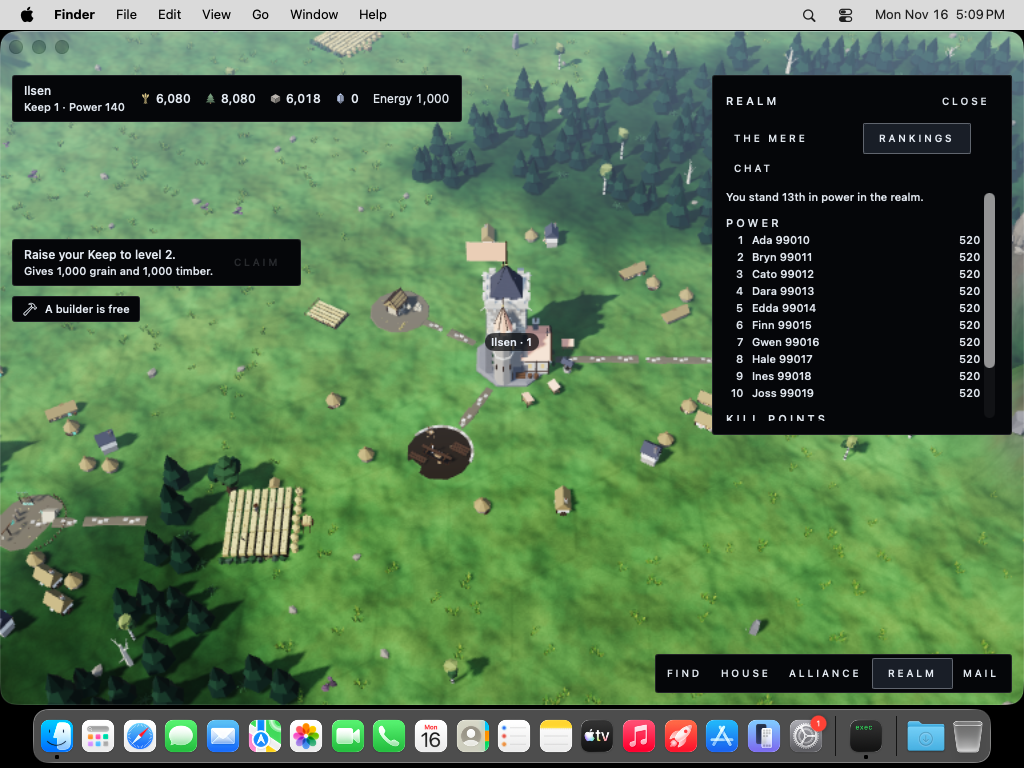 Finder File Edit View Go Window Help Mon Nov 16 5:09 PM
Ilsen
Keep 1 · Power 140
6,080 8,080 6,018 0 Energy 1,000
Raise your Keep to level 2.
Gives 1,000 grain and 1,000 timber.
CLAIM
A builder is free
Ilsen · 1
REALM CLOSE
THE MERE RANKINGS
CHAT
You stand 13th in power in the realm.
POWER
1 Ada 99010 520
2 Bryn 99011 520
3 Cato 99012 520
4 Dara 99013 520
5 Edda 99014 520
6 Finn 99015 520
7 Gwen 99016 520
8 Hale 99017 520
9 Ines 99018 520
10 Joss 99019 520
KILL POINTS
FIND HOUSE ALLIANCE REALM MAIL
Mon
16
tv
1
exec